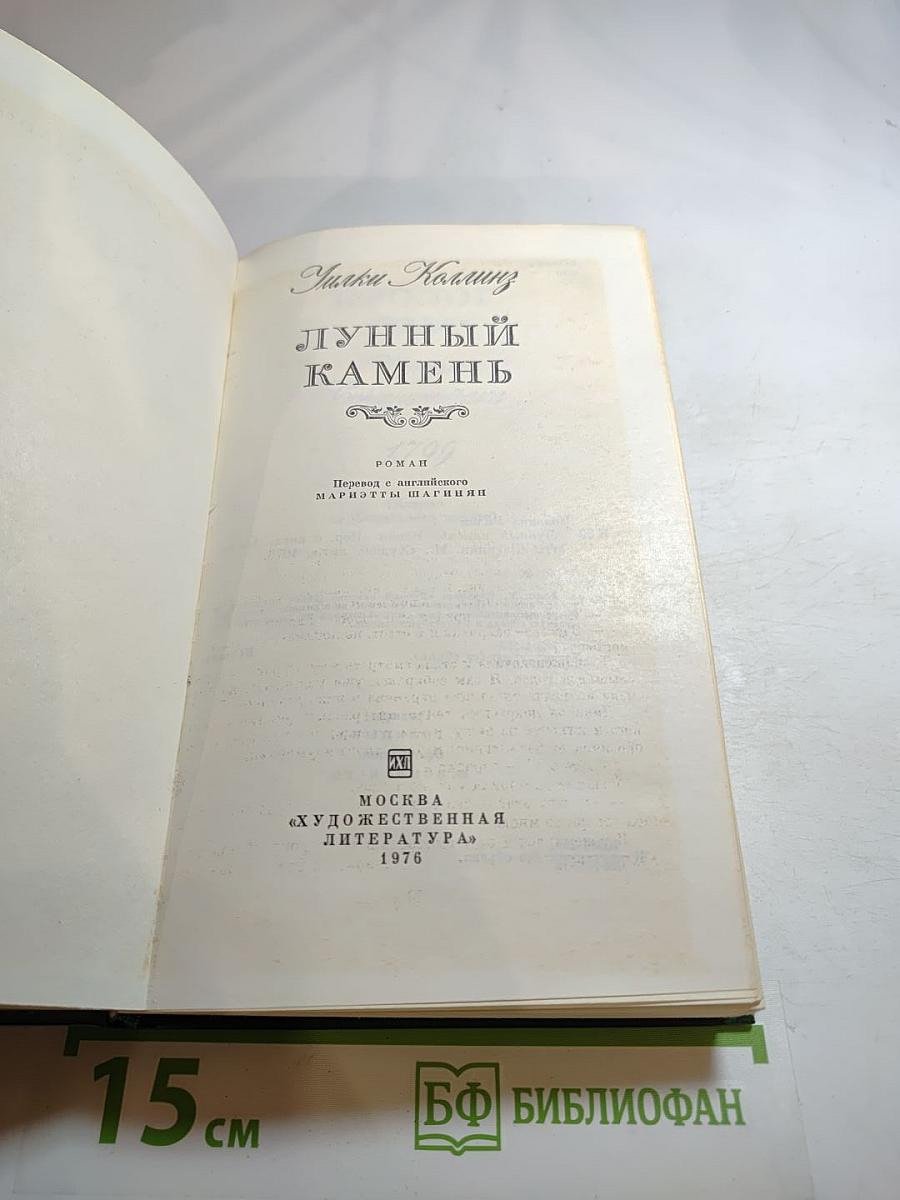 Уилки Коллинз
ЛУННЫЙ
КАМЕНЬ
РОМАН
Перевод с английского
МАРИЭТТЫ ШАГИНЯН
ИХЛ
МОСКВА
«ХУДОЖЕСТВЕННАЯ
ЛИТЕРАТУРА»
1976
15 см
БФ БИБЛИОФАН